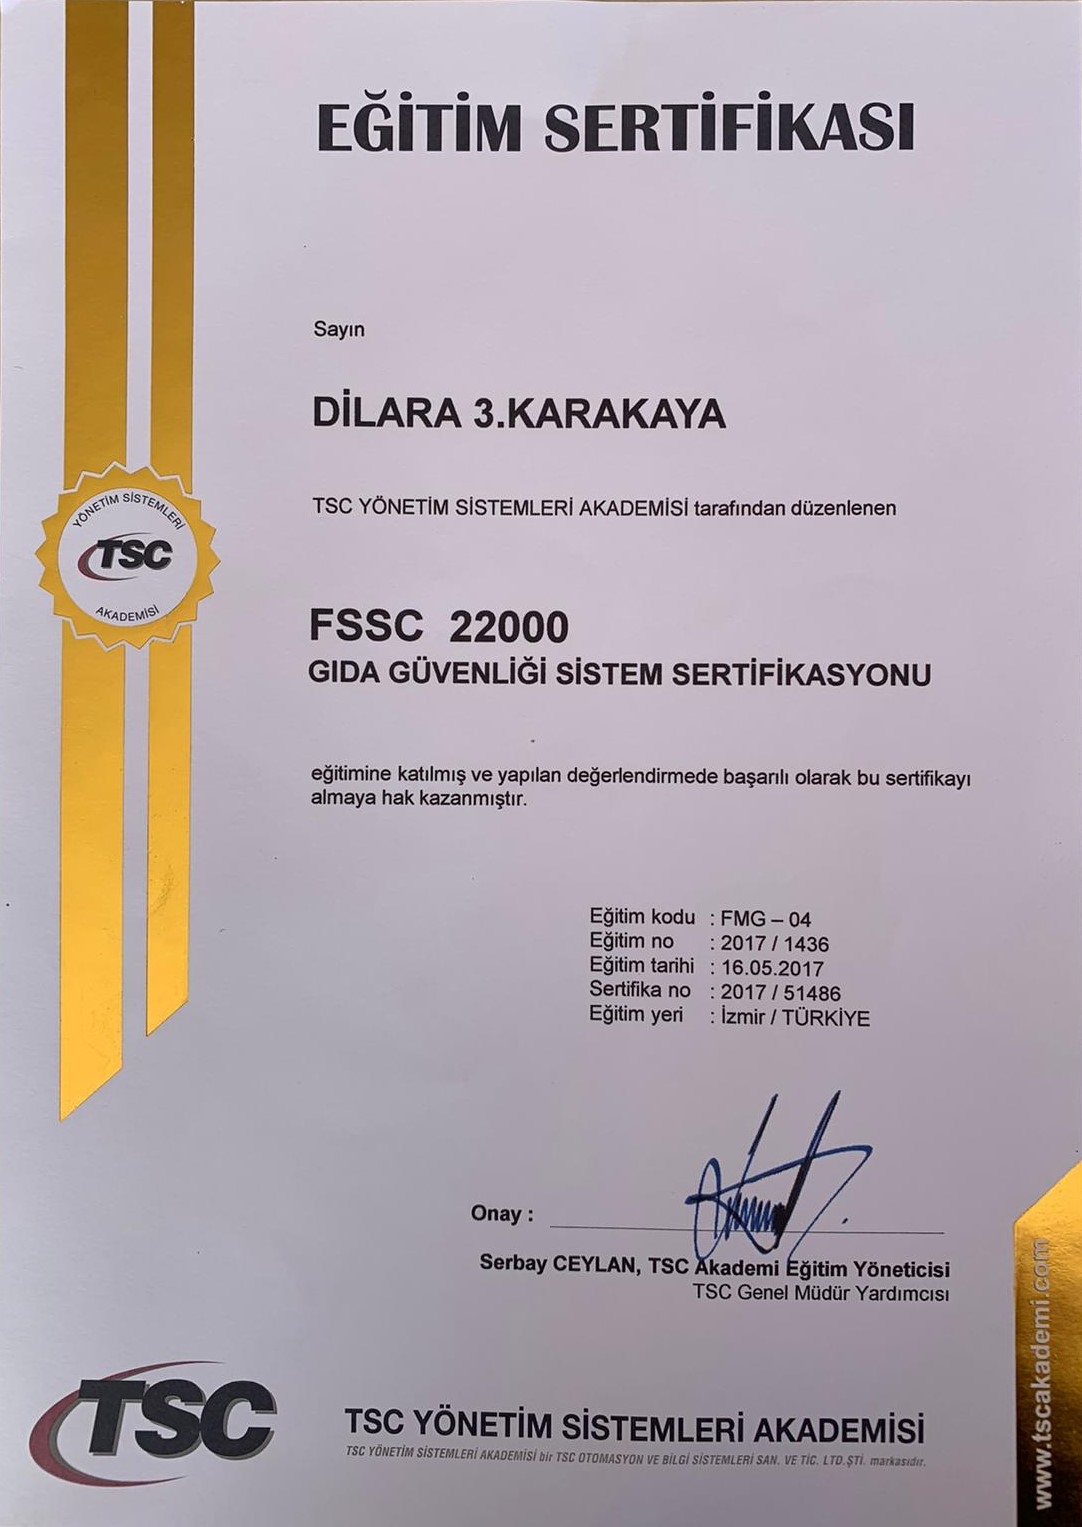 EĞİTİM SERTİFİKASI
Sayın
DİLARA 3.KARAKAYA
TSC YÖNETİM SİSTEMLERİ AKADEMİSİ tarafından düzenlenen
YÖNETİM SİSTEMLERİ
TSC
AKADEMİSİ
FSSC 22000
GIDA GÜVENLİĞİ SİSTEM SERTİFİKASYONU
eğitimine katılmış ve yapılan değerlendirmede başarılı olarak bu sertifikayı
almaya hak kazanmıştır.
Eğitim kodu : FMG – 04
Eğitim no : 2017 / 1436
Eğitim tarihi : 16.05.2017
Sertifika no : 2017 / 51486
Eğitim yeri : İzmir / TÜRKİYE
Onay :
Serbay CEYLAN, TSC Akademi Eğitim Yöneticisi
TSC Genel Müdür Yardımcısı
www.tscakademi.com
TSC
TSC YÖNETİM SİSTEMLERİ AKADEMİSİ
TSC YÖNETİM SİSTEMLERİ AKADEMİSİ bir TSC OTOMASYON VE BİLGİ SİSTEMLERİ SAN. VE TİC. LTD.ŞTİ. markasıdır.